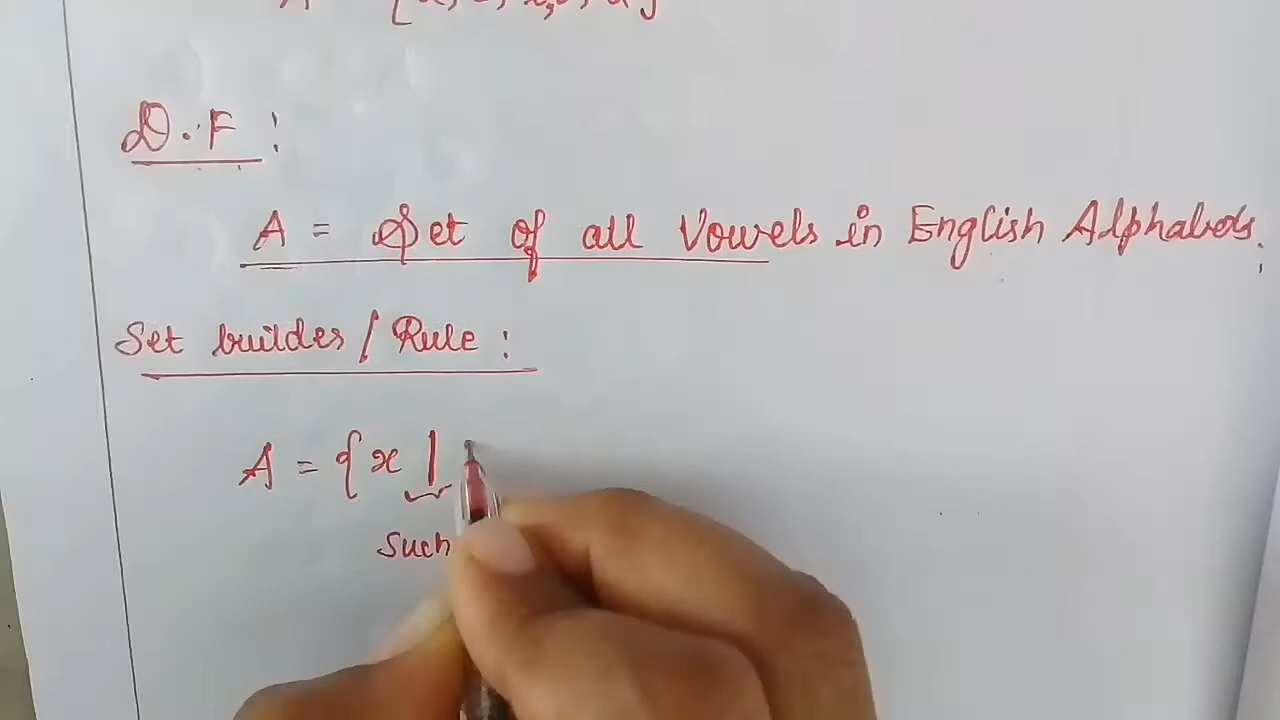 D.F :
A = Set of all Vowels in English Alphabets.
Set builder / Rule :
A = { x |
Such